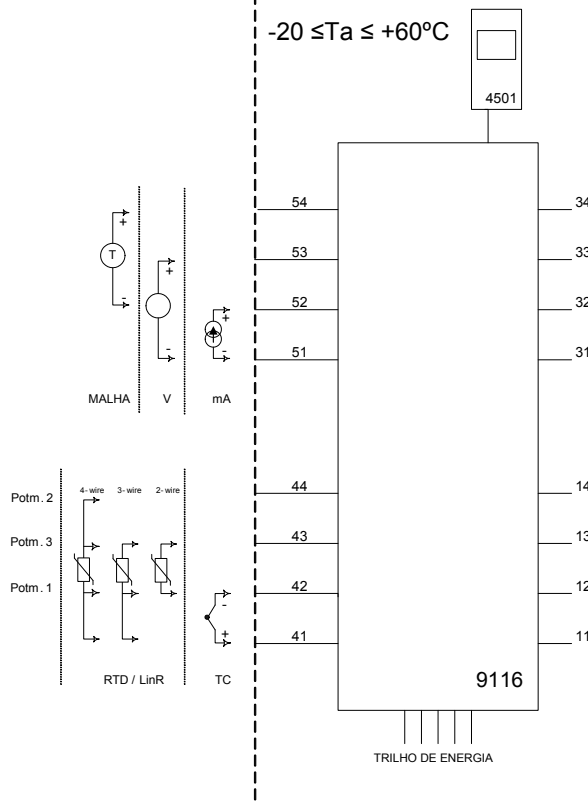 -20 ≤Ta ≤ +60ºC
4501
54
34
53
33
52
32
51
31
+
T
-
+
-
+
-
MALHA
V
mA
44
14
43
13
42
12
41
11
Potm. 2
4-wire
3-wire
2-wire
Potm. 3
Potm. 1
-
+
RTD / LinR
TC
9116
TRILHO DE ENERGIA